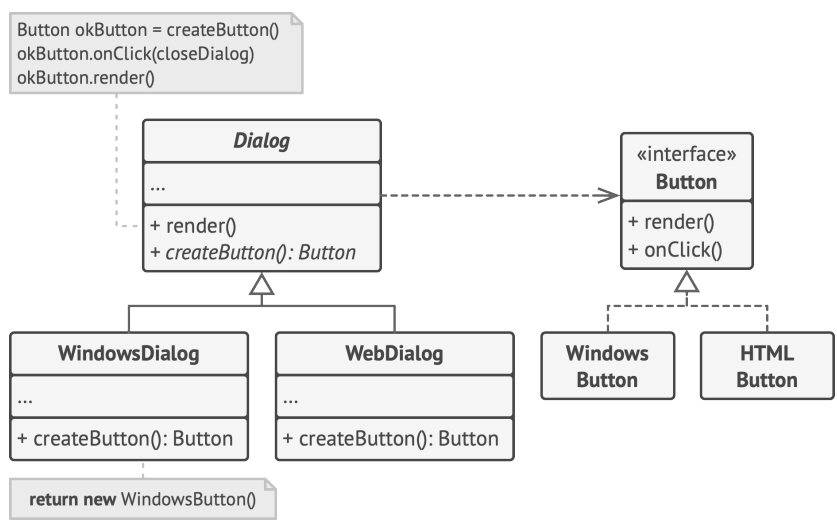 Button okButton = createButton()
okButton.onClick(closeDialog)
okButton.render()
Dialog
...
+ render()
+ createButton(): Button
«interface»
Button
+ render()
+ onClick()
WindowsDialog
...
+ createButton(): Button
WebDialog
...
+ createButton(): Button
Windows
Button
HTML
Button
return new WindowsButton()